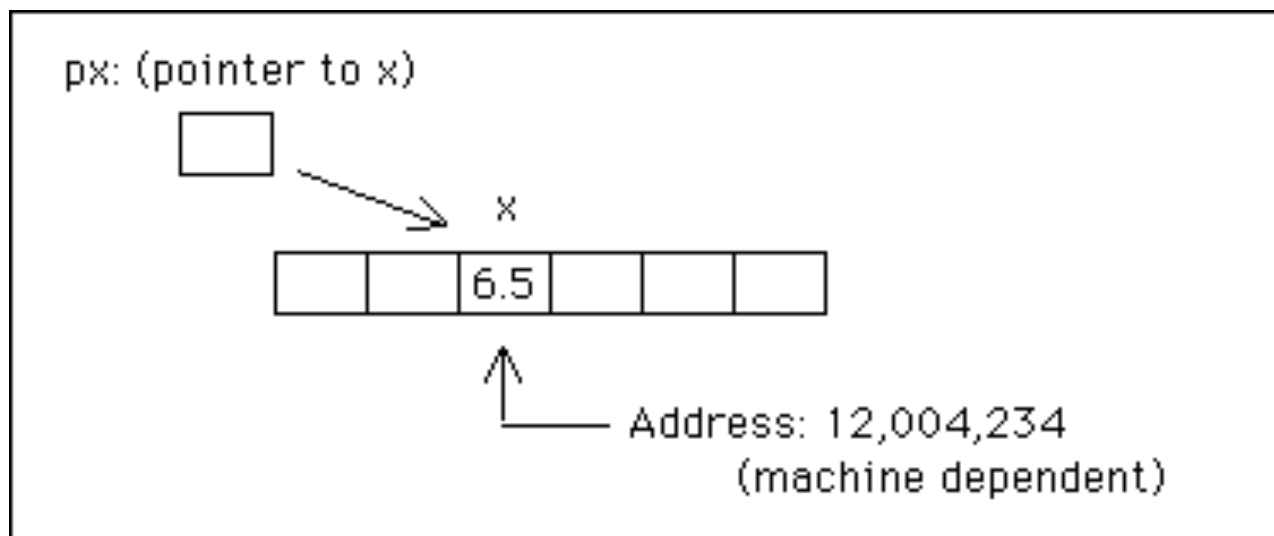 px: (pointer to x)
x
6.5
Address: 12,004,234
(machine dependent)